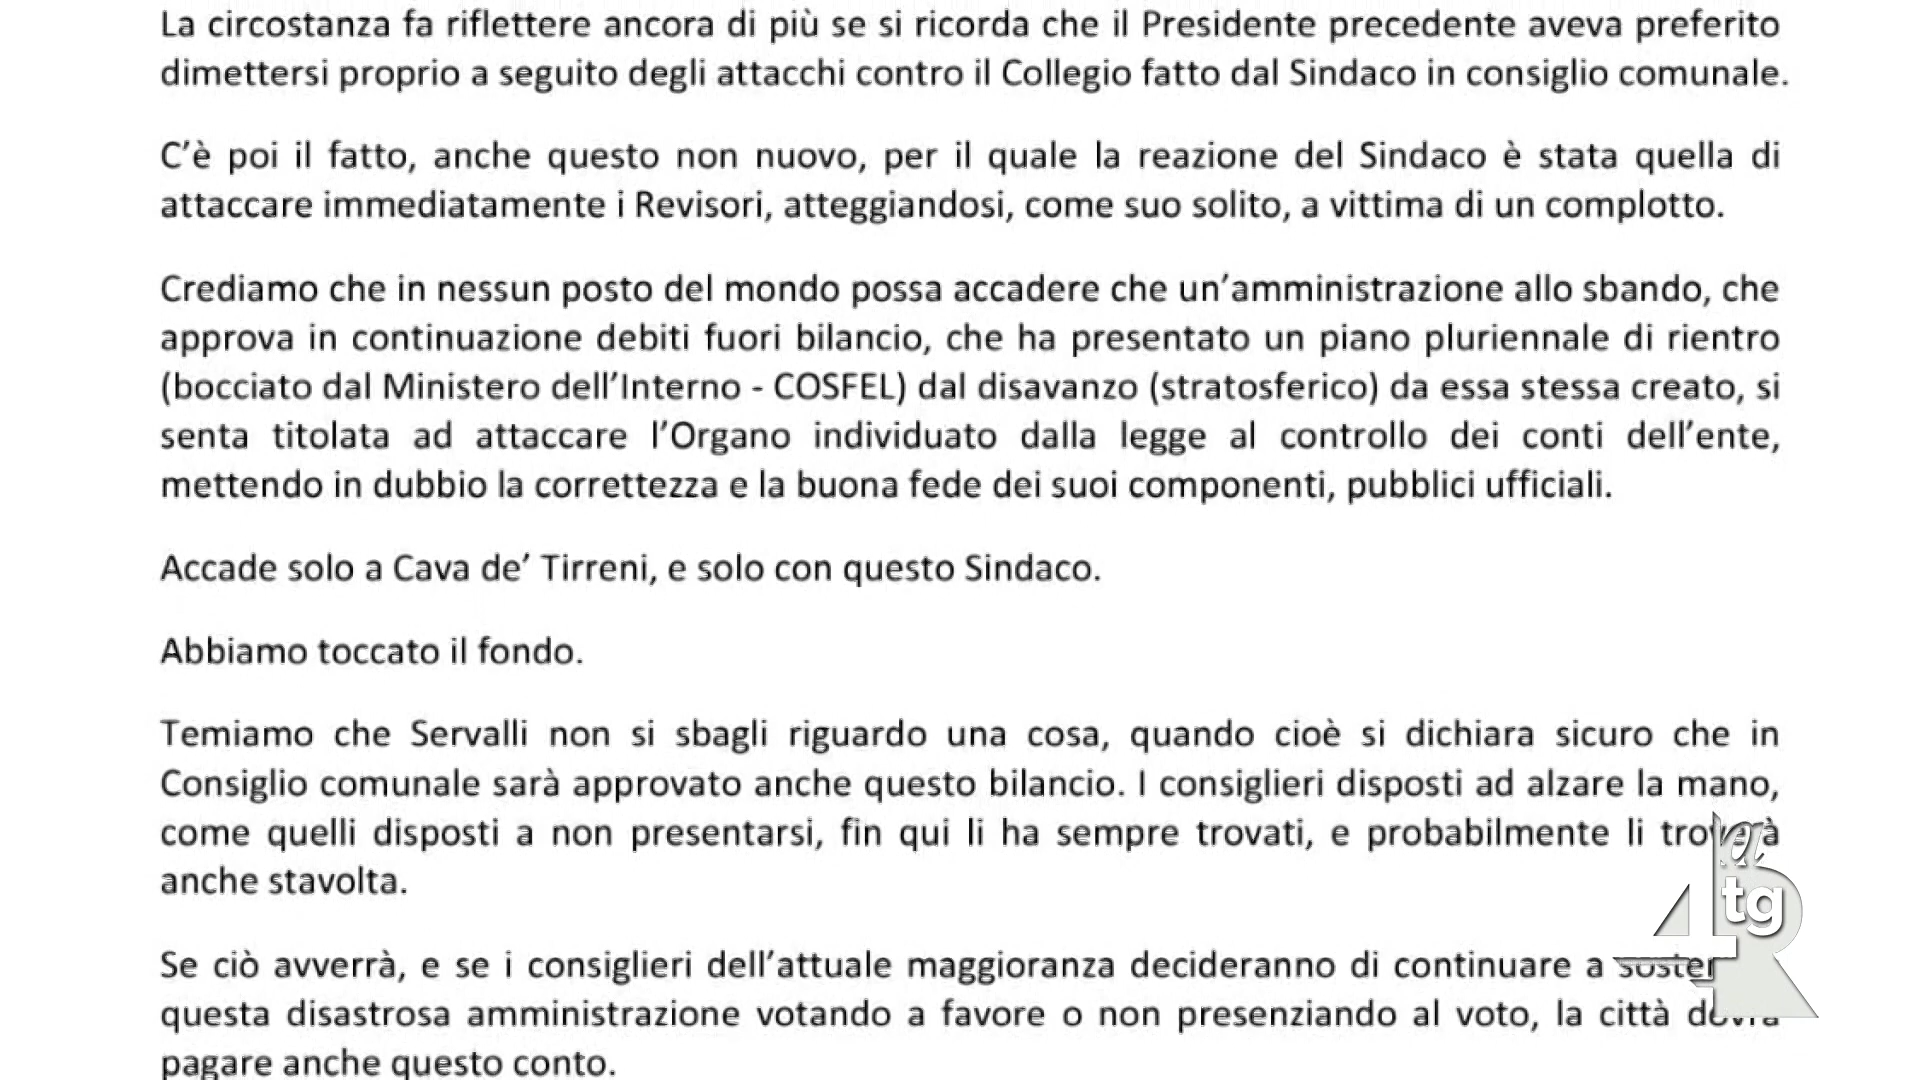 La circostanza fa riflettere ancora di più se si ricorda che il Presidente precedente aveva preferito
dimettersi proprio a seguito degli attacchi contro il Collegio fatto dal Sindaco in consiglio comunale.
C’è poi il fatto, anche questo non nuovo, per il quale la reazione del Sindaco è stata quella di
attaccare immediatamente i Revisori, atteggiandosi, come suo solito, a vittima di un complotto.
Crediamo che in nessun posto del mondo possa accadere che un’amministrazione allo sbando, che
approva in continuazione debiti fuori bilancio, che ha presentato un piano pluriennale di rientro
(bocciato dal Ministero dell’Interno - COSFEL) dal disavanzo (stratosferico) da essa stessa creato, si
senta titolata ad attaccare l’Organo individuato dalla legge al controllo dei conti dell’ente,
mettendo in dubbio la correttezza e la buona fede dei suoi componenti, pubblici ufficiali.
Accade solo a Cava de’ Tirreni, e solo con questo Sindaco.
Abbiamo toccato il fondo.
Temiamo che Servalli non si sbagli riguardo una cosa, quando cioè si dichiara sicuro che in
Consiglio comunale sarà approvato anche questo bilancio. I consiglieri disposti ad alzare la mano,
come quelli disposti a non presentarsi, fin qui li ha sempre trovati, e probabilmente li troverà
anche stavolta.
Se ciò avverrà, e se i consiglieri dell’attuale maggioranza decideranno di continuare a
questa disastrosa amministrazione votando a favore o non presenziando al voto, la città dovrà
pagare anche questo conto.
la
4 tg
R